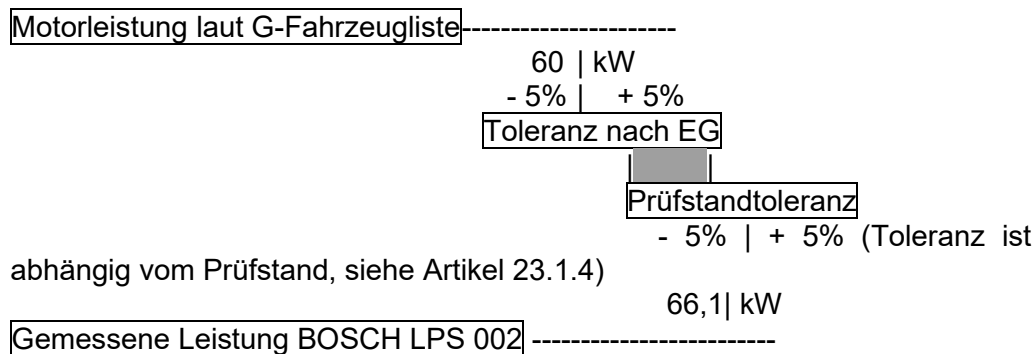 Motorleistung laut G-Fahrzeugliste----------------------
60 | kW
- 5% | + 5%
Toleranz nach EG
| |
Prüfstandtoleranz
- 5% | + 5% (Toleranz ist
abhängig vom Prüfstand, siehe Artikel 23.1.4)
66,1| kW
Gemessene Leistung BOSCH LPS 002 -------------------------